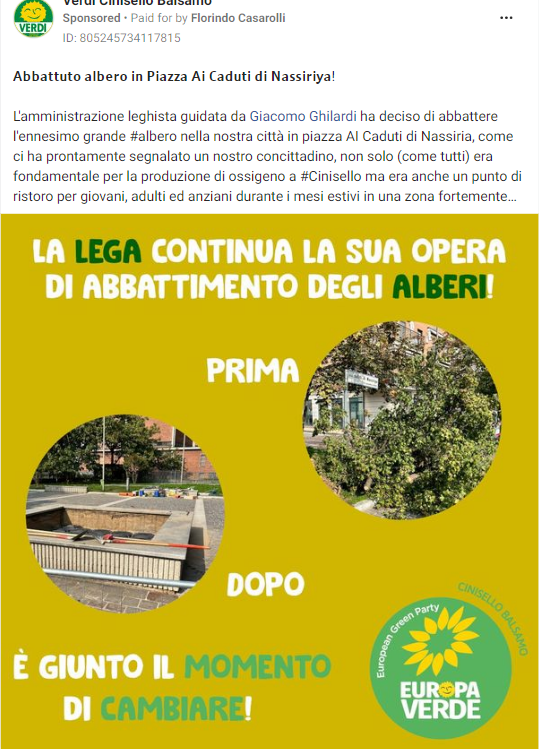 Verdi Cinisello Balsamo
Sponsored • Paid for by Florindo Casarolli
ID: 805245734117815
Abbattuto albero in Piazza Ai Caduti di Nassiriya!
L'amministrazione leghista guidata da Giacomo Ghilardi ha deciso di abbattere
l'ennesimo grande #albero nella nostra città in piazza AI Caduti di Nassiria, come
ci ha prontamente segnalato un nostro concittadino, non solo (come tutti) era
fondamentale per la produzione di ossigeno a #Cinisello ma era anche un punto di
ristoro per giovani, adulti ed anziani durante i mesi estivi in una zona fortemente...
LA LEGA CONTINUA LA SUA OPERA
DI ABBATTIMENTO DEGLI ALBERI!
PRIMA
DOPO
È GIUNTO IL MOMENTO
DI CAMBIARE!
CINISELLO BALSAMO
European Green Party
EUROPA
VERDE
VERDI